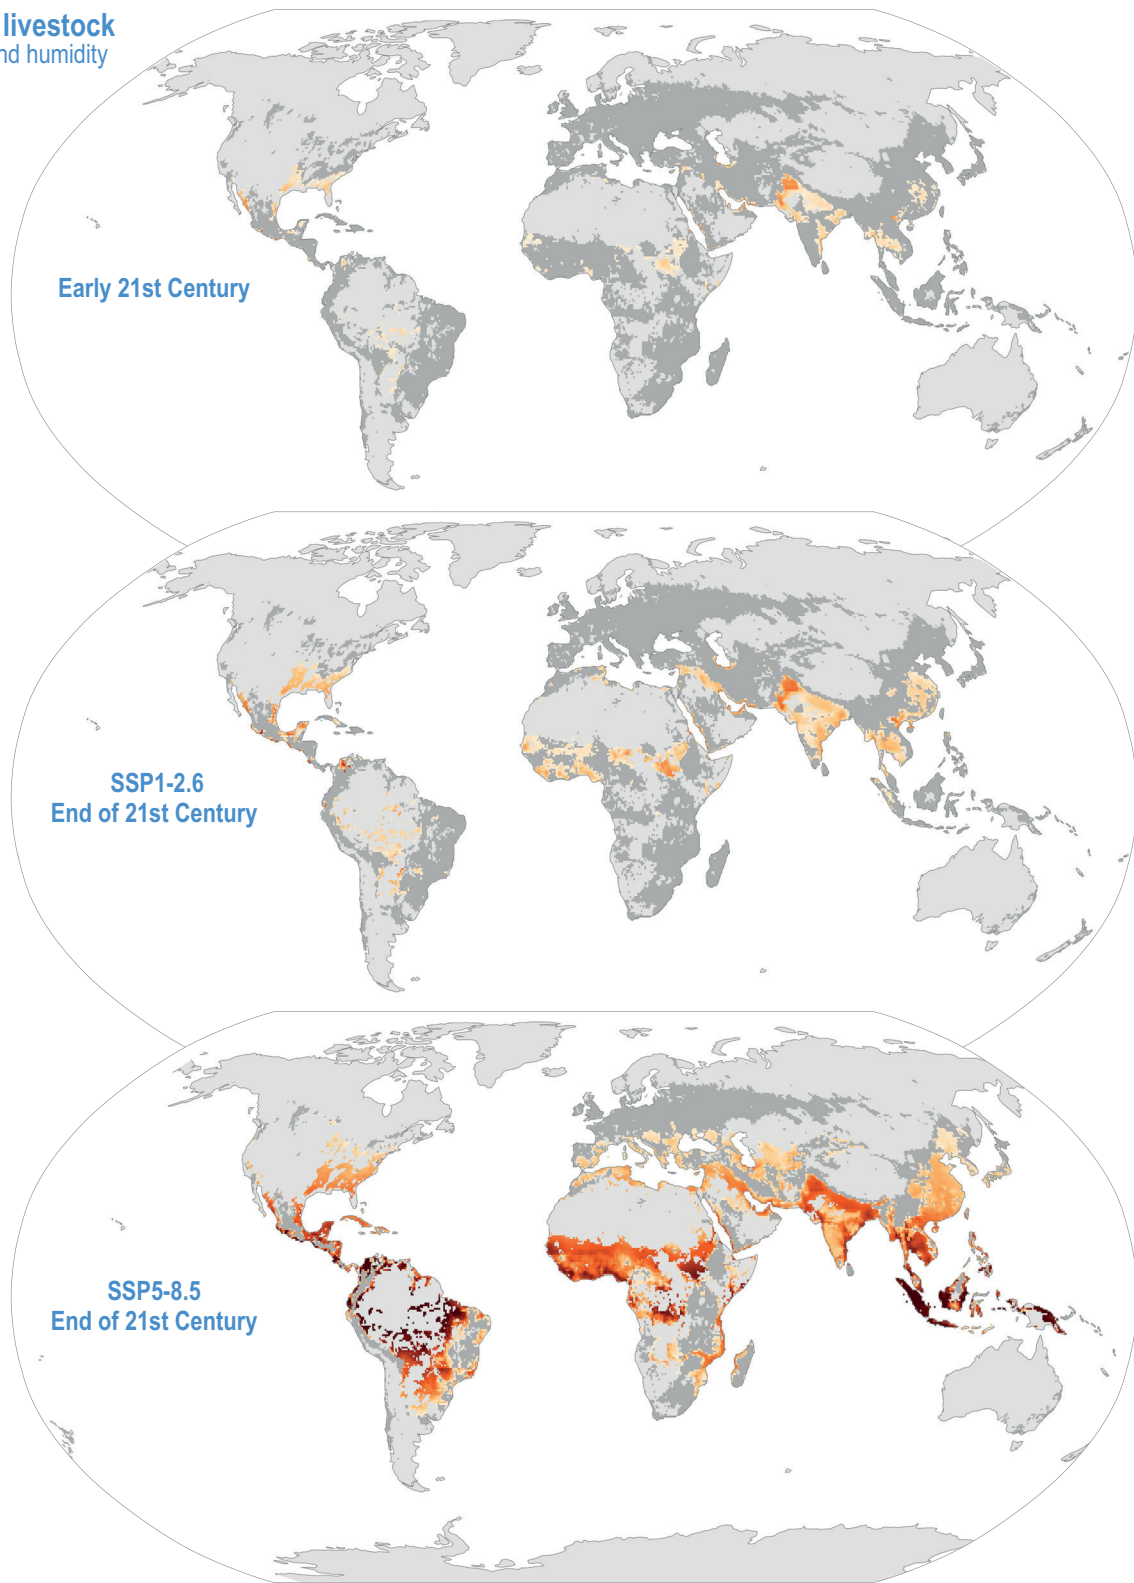 livestock
nd humidity
Early 21st Century
SSP1-2.6
End of 21st Century
SSP5-8.5
End of 21st Century